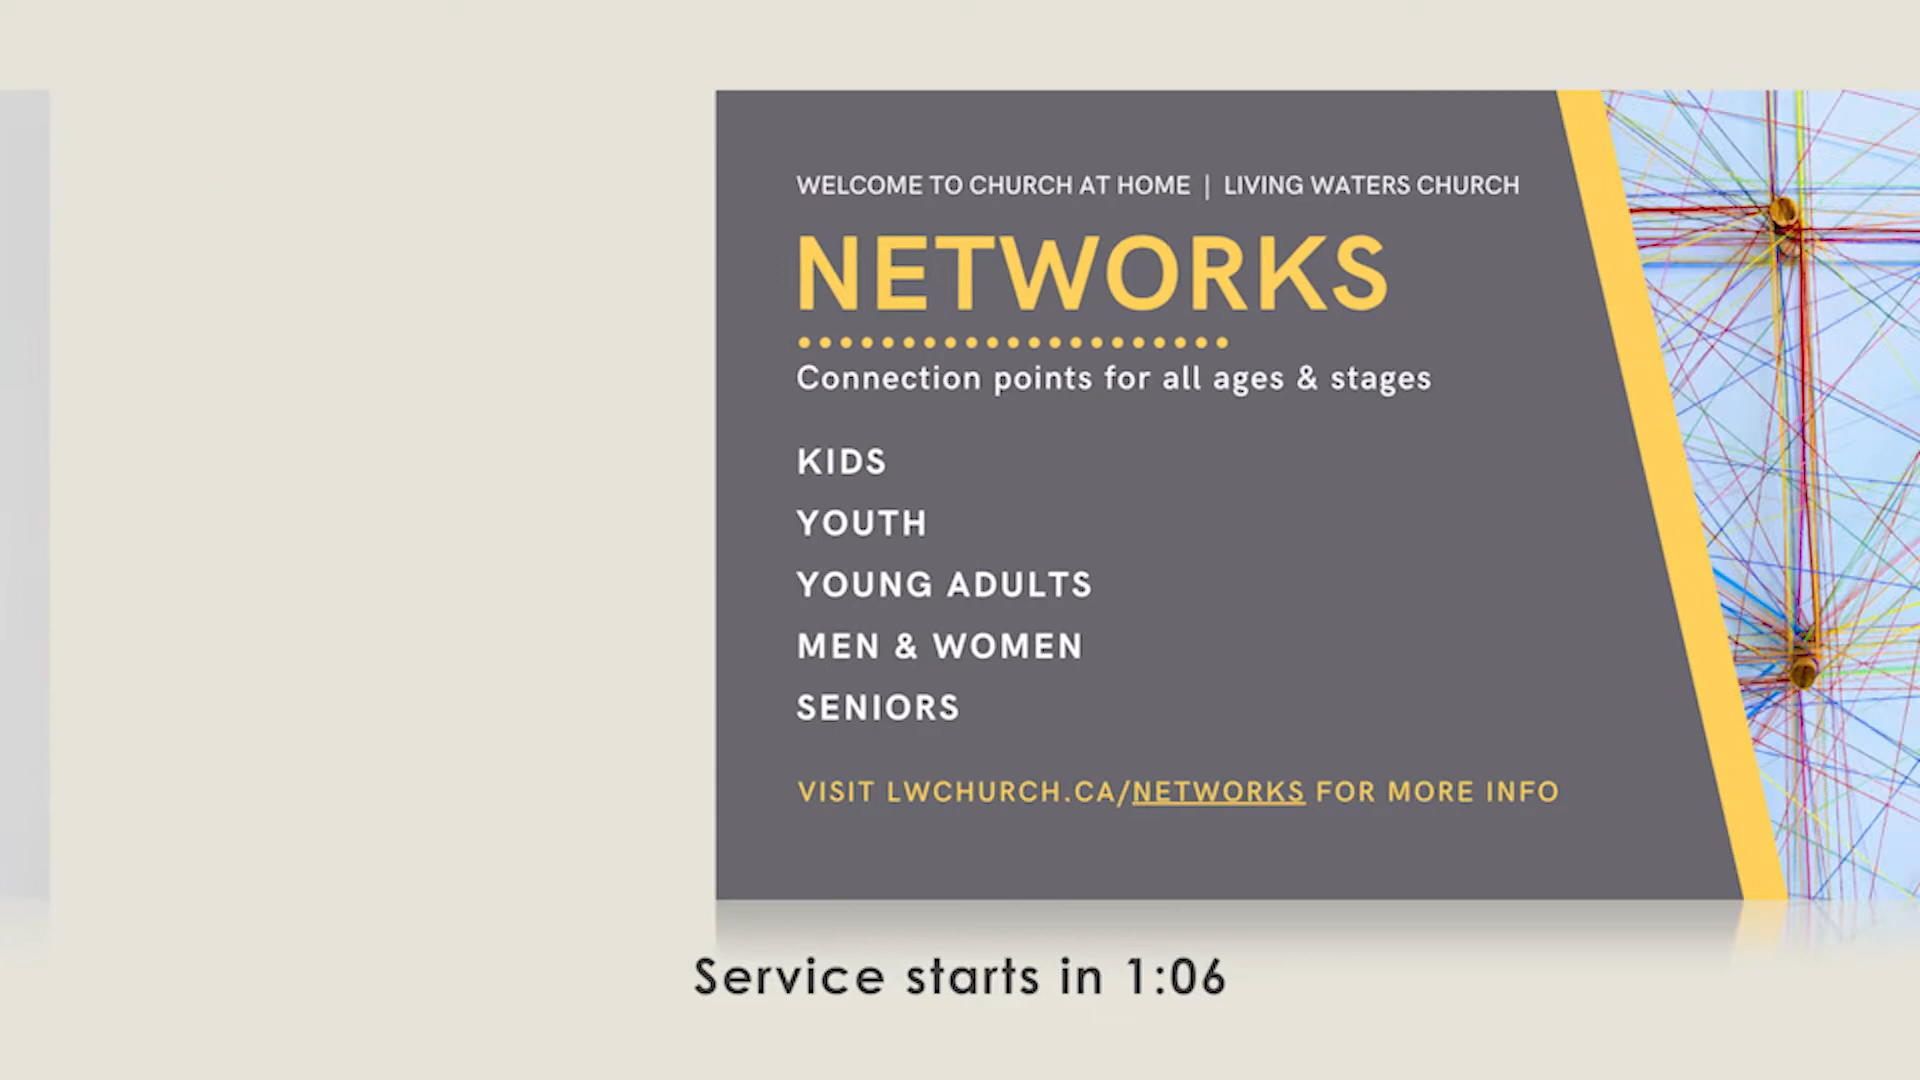 WELCOME TO CHURCH AT HOME | LIVING WATERS CHURCH
NETWORKS
Connection points for all ages & stages
KIDS
YOUTH
YOUNG ADULTS
MEN & WOMEN
SENIORS
VISIT LWCHURCH.CA/NETWORKS FOR MORE INFO
Service starts in 1:06